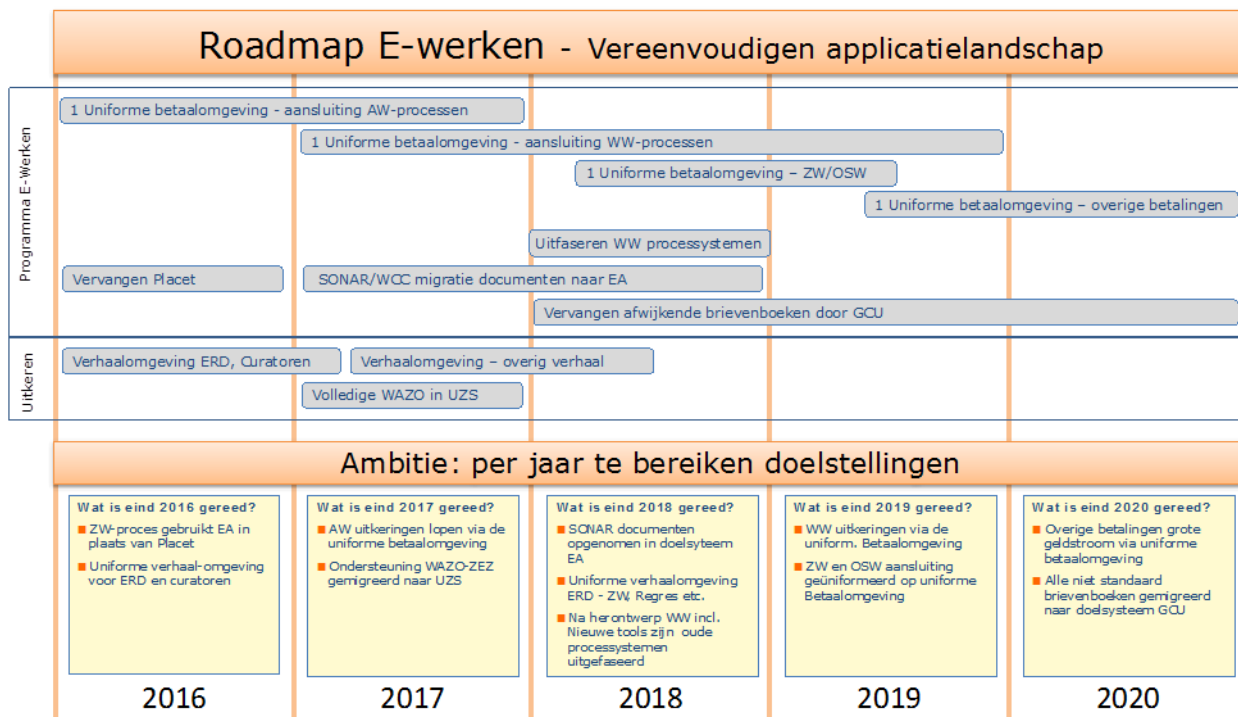 Roadmap E-werken - Vereenvoudigen applicatielandschap
Programma E-Werken
1 Uniforme betaalomgeving - aansluiting AW-processen
1 Uniforme betaalomgeving - aansluiting WW-processen
1 Uniforme betaalomgeving – ZW/OSW
1 Uniforme betaalomgeving – overige betalingen
Uitfaseren WW processystemen
Vervangen Placet
SONAR/WCC migratie documenten naar EA
Vervangen afwijkende brievenboeken door GCU
Uitkeren
Verhaalomgeving ERD, Curatoren
Verhaalomgeving – overig verhaal
Volledige WAZO in UZS
Ambitie: per jaar te bereiken doelstellingen
Wat is eind 2016 gereed?
ZW-proces gebruikt EA in
plaats van Placet
Uniforme verhaal-omgeving
voor ERD en curatoren
2016
Wat is eind 2017 gereed?
AW uitkeringen lopen via de
uniforme betaalomgeving
Ondersteuning WAZO-ZEZ
gemigreerd naar UZS
2017
Wat is eind 2018 gereed?
SONAR documenten
opgenomen in doelsyteem
EA
Uniforme verhaalomgeving
ERD - ZW, Regres etc.
Na herontwerp WW incl.
Nieuwe tools zijn oude
processystemen
uitgefaseerd
2018
Wat is eind 2019 gereed?
WW uitkeringen via de
uniform. Betaalomgeving
ZW en OSW aansluiting
geüniformeerd op uniforme
Betaalomgeving
2019
Wat is eind 2020 gereed?
Overige betalingen grote
geldstroom via uniforme
betaalomgeving
Alle niet standaard
brievenboeken gemigreerd
naar doelsysteem GCU
2020